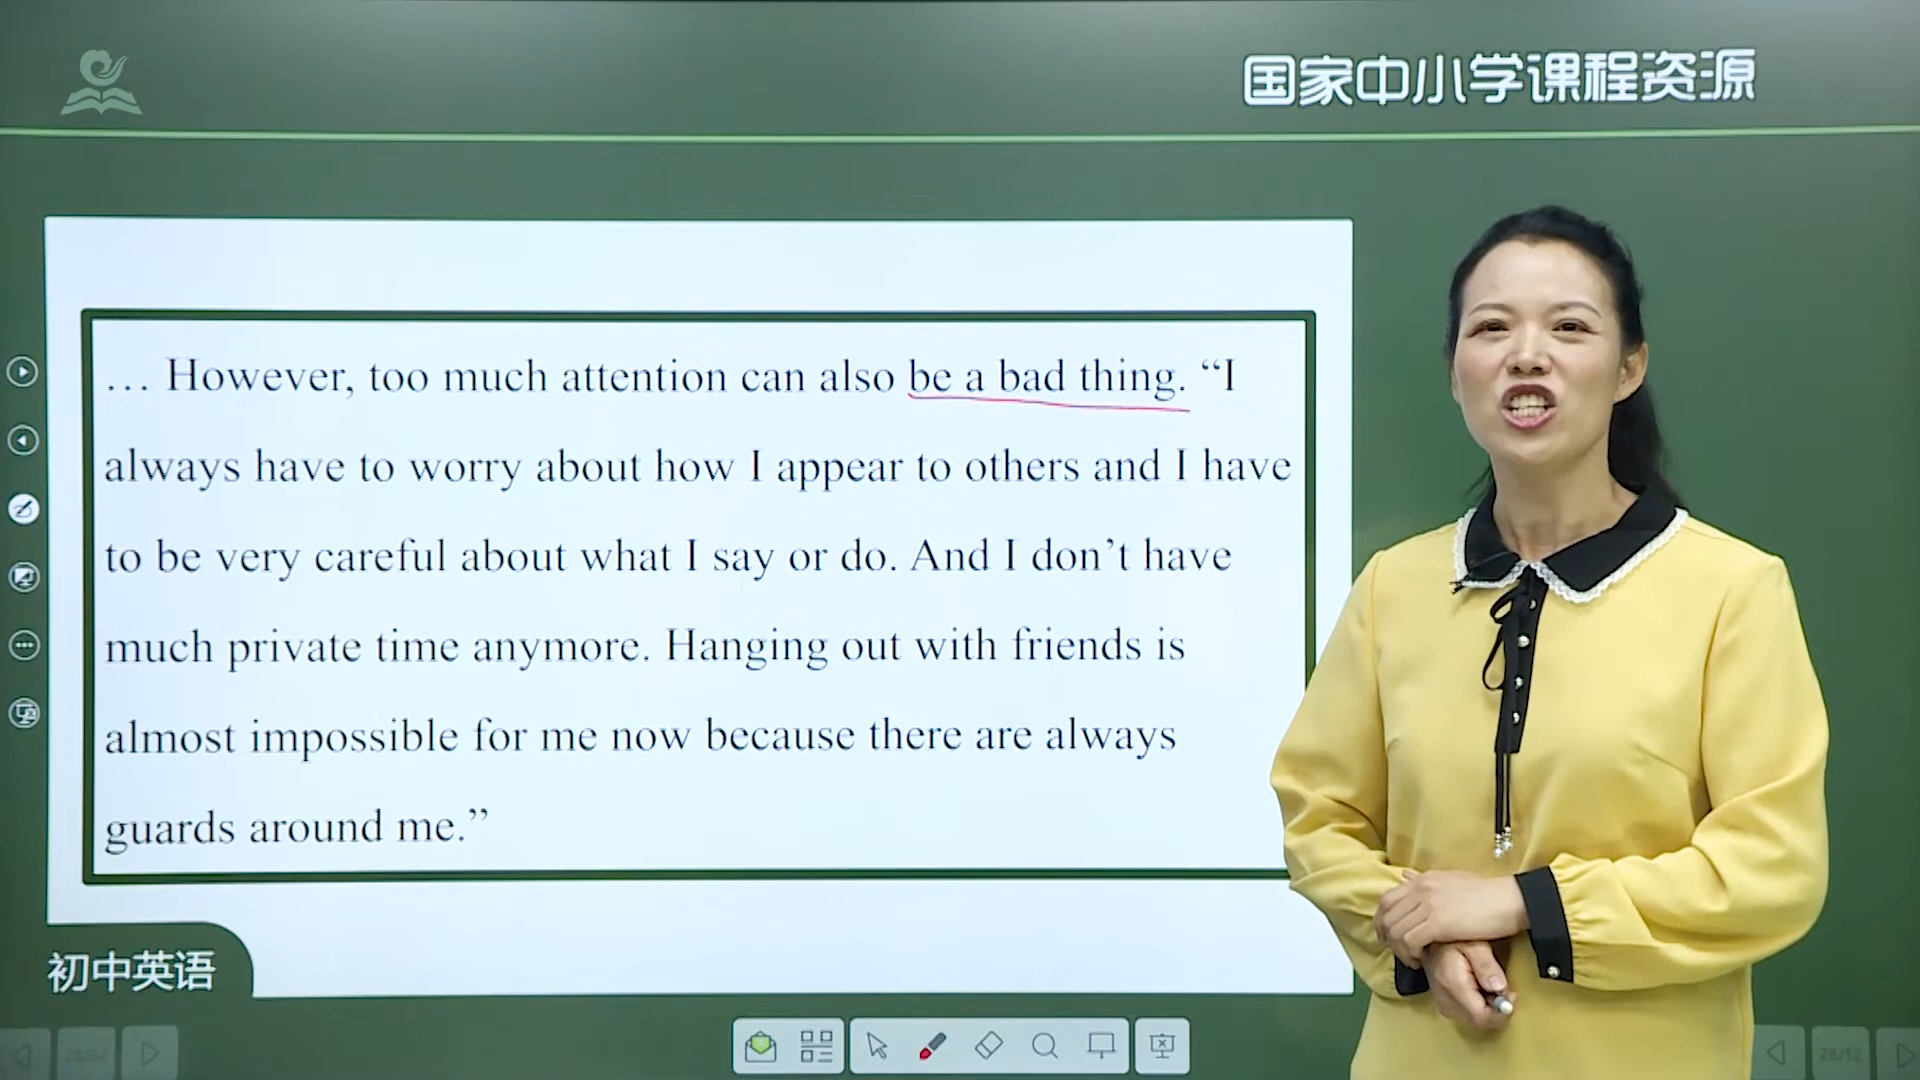 国家中小学课程资源
… However, too much attention can also be a bad thing. “I
always have to worry about how I appear to others and I have
to be very careful about what I say or do. And I don’t have
much private time anymore. Hanging out with friends is
almost impossible for me now because there are always
guards around me.”
初中英语
28/52